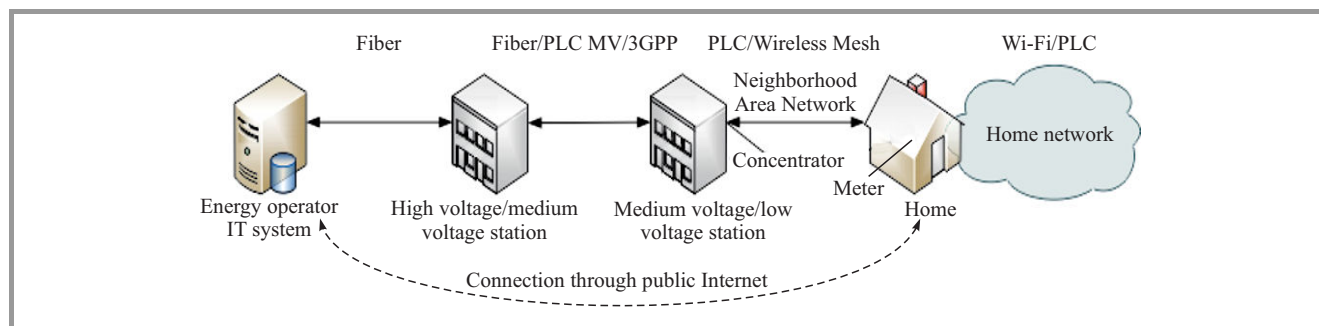 Fiber
Fiber/PLC MV/3GPP
PLC/Wireless Mesh
Wi-Fi/PLC
Neighborhood
Area Network
Home network
Concentrator
Meter
Energy operator
IT system
High voltage/medium
voltage station
Medium voltage/low
voltage station
Home
Connection through public Internet